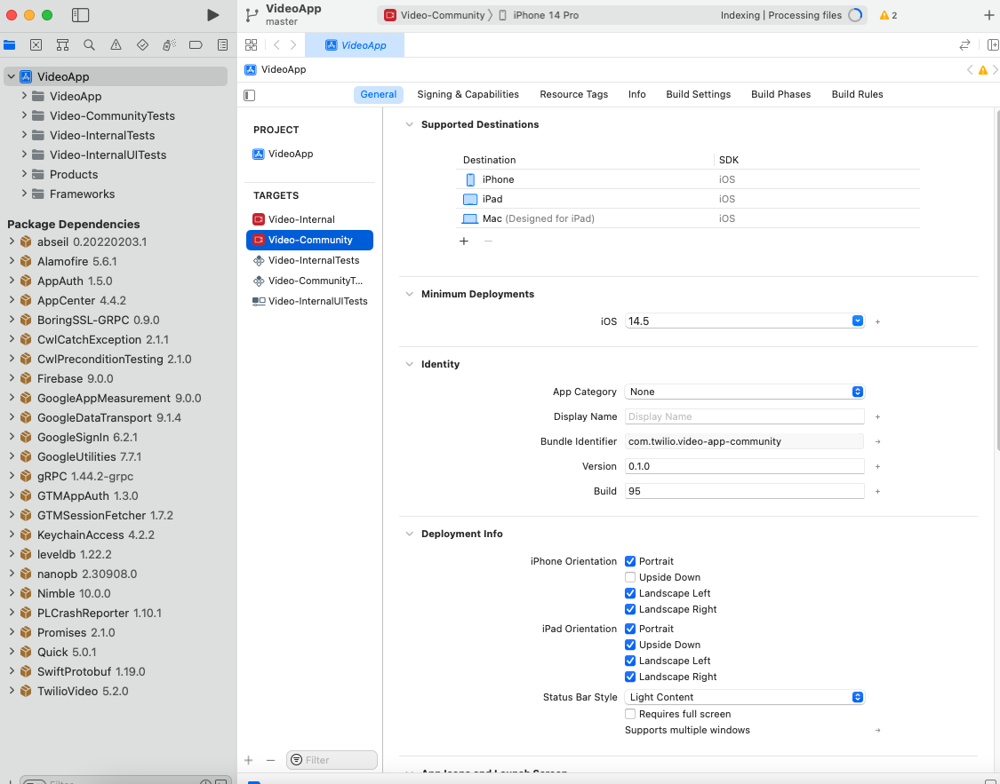 VideoApp
master
Video-Community
iPhone 14 Pro
Indexing | Processing files
2
VideoApp
VideoApp
VideoApp
VideoApp
Video-CommunityTests
Video-InternalTests
Video-InternalUITests
Products
Frameworks
Package Dependencies
abseil 0.20220203.1
Alamofire 5.6.1
AppAuth 1.5.0
AppCenter 4.4.2
BoringSSL-GRPC 0.9.0
CwlCatchException 2.1.1
CwlPreconditionTesting 2.1.0
Firebase 9.0.0
GoogleAppMeasurement 9.0.0
GoogleDataTransport 9.1.4
GoogleSignIn 6.2.1
GoogleUtilities 7.7.1
gRPC 1.44.2-grpc
GTMAppAuth 1.3.0
GTMSessionFetcher 1.7.2
KeychainAccess 4.2.2
leveldb 1.22.2
nanopb 2.30908.0
Nimble 10.0.0
PLCrashReporter 1.10.1
Promises 2.1.0
Quick 5.0.1
SwiftProtobuf 1.19.0
TwilioVideo 5.2.0
Filter
General
Signing & Capabilities
Resource Tags
Info
Build Settings
Build Phases
Build Rules
PROJECT
VideoApp
TARGETS
Video-Internal
Video-Community
Video-InternalTests
Video-CommunityT...
Video-InternalUITests
Filter
Supported Destinations
Destination SDK
iPhone iOS
iPad iOS
Mac (Designed for iPad) iOS
Minimum Deployments
iOS 14.5
Identity
App Category None
Display Name Display Name
Bundle Identifier com.twilio.video-app-community
Version 0.1.0
Build 95
Deployment Info
iPhone Orientation Portrait
Upside Down
Landscape Left
Landscape Right
iPad Orientation Portrait
Upside Down
Landscape Left
Landscape Right
Status Bar Style Light Content
Requires full screen
Supports multiple windows
App Icons and Launch Screen